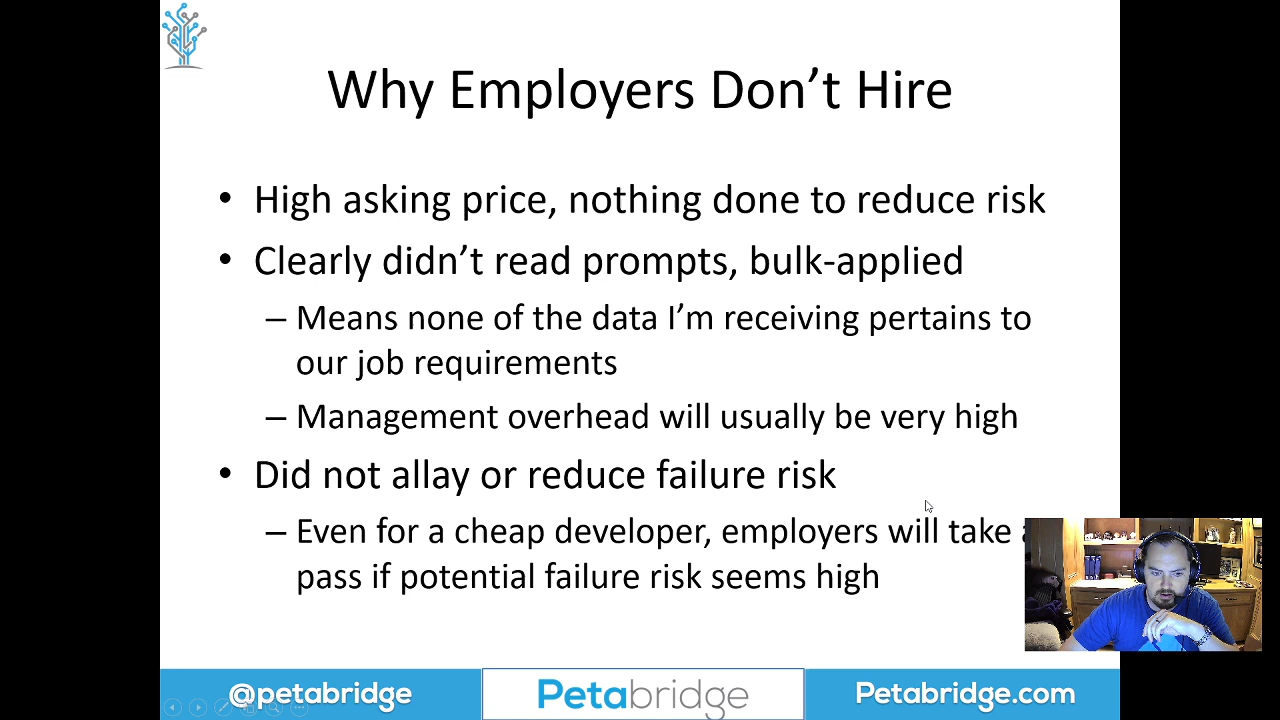 Why Employers Don’t Hire
• High asking price, nothing done to reduce risk
• Clearly didn’t read prompts, bulk-applied
– Means none of the data I’m receiving pertains to
our job requirements
– Management overhead will usually be very high
• Did not allay or reduce failure risk
– Even for a cheap developer, employers will take a
pass if potential failure risk seems high
@petabridge
Petabridge
Petabridge.com